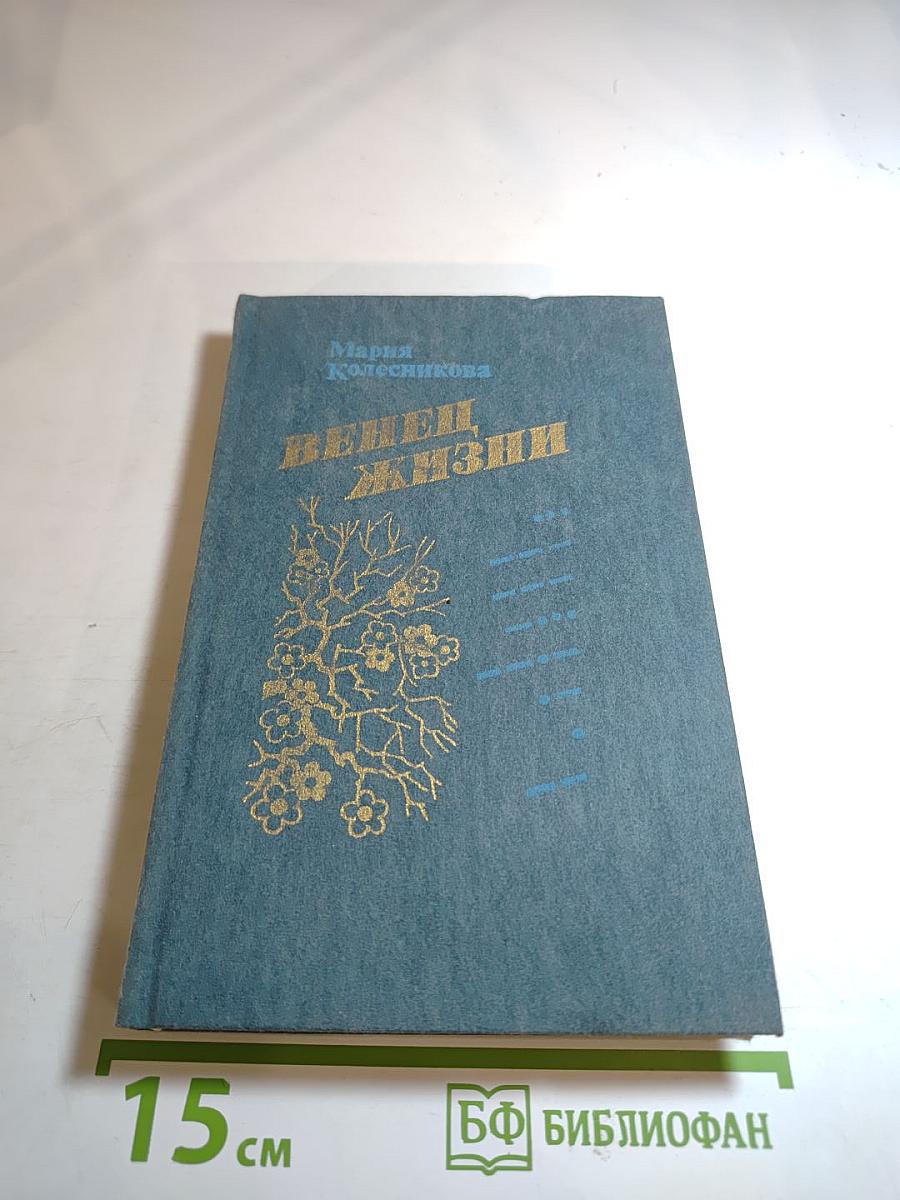 Мария
Колесникова
ВЕНЕЦ
ЖИЗНИ
15 см
БФ БИБЛИОФАН